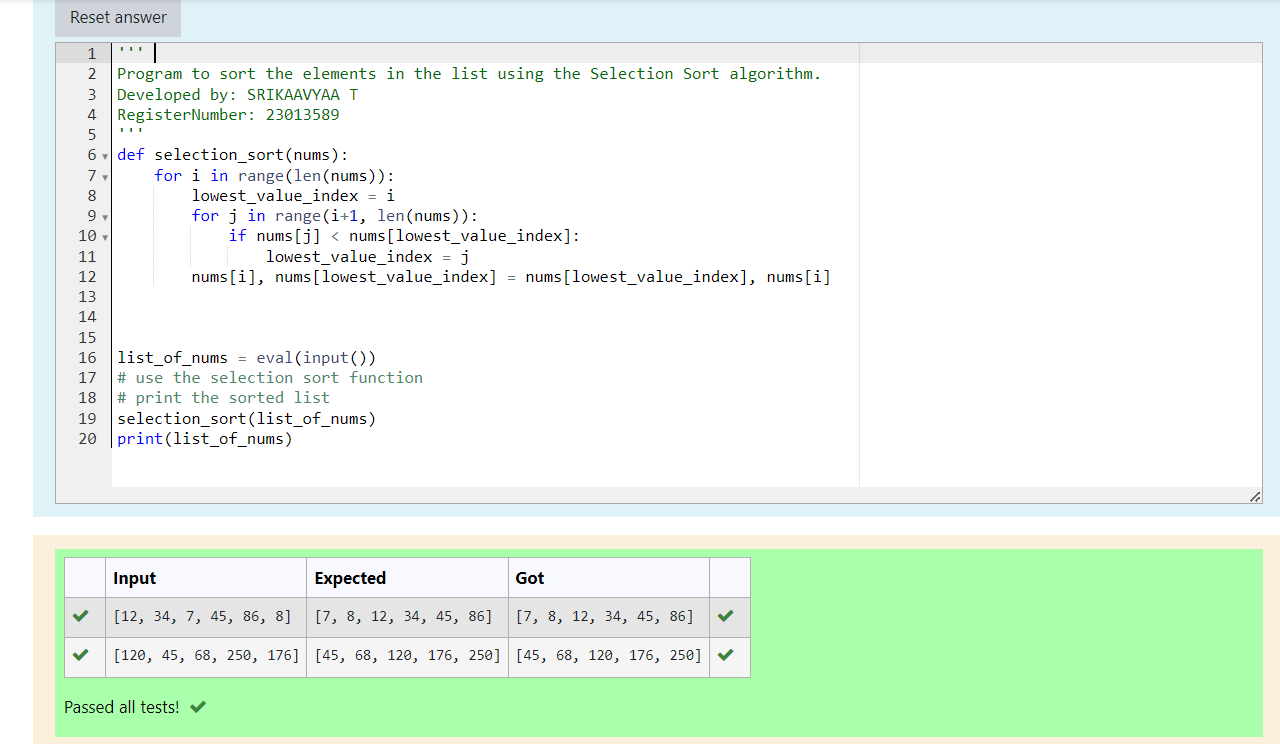 Reset answer
1 '''
2 Program to sort the elements in the list using the Selection Sort algorithm.
3 Developed by: SRIKAAVYAA T
4 RegisterNumber: 23013589
5 '''
6 def selection_sort(nums):
7     for i in range(len(nums)):
8         lowest_value_index = i
9         for j in range(i+1, len(nums)):
10             if nums[j] < nums[lowest_value_index]:
11                 lowest_value_index = j
12         nums[i], nums[lowest_value_index] = nums[lowest_value_index], nums[i]
13
14
15
16 list_of_nums = eval(input())
17 # use the selection sort function
18 # print the sorted list
19 selection_sort(list_of_nums)
20 print(list_of_nums)
Input Expected Got
[12, 34, 7, 45, 86, 8] [7, 8, 12, 34, 45, 86] [7, 8, 12, 34, 45, 86]
[120, 45, 68, 250, 176] [45, 68, 120, 176, 250] [45, 68, 120, 176, 250]
Passed all tests!